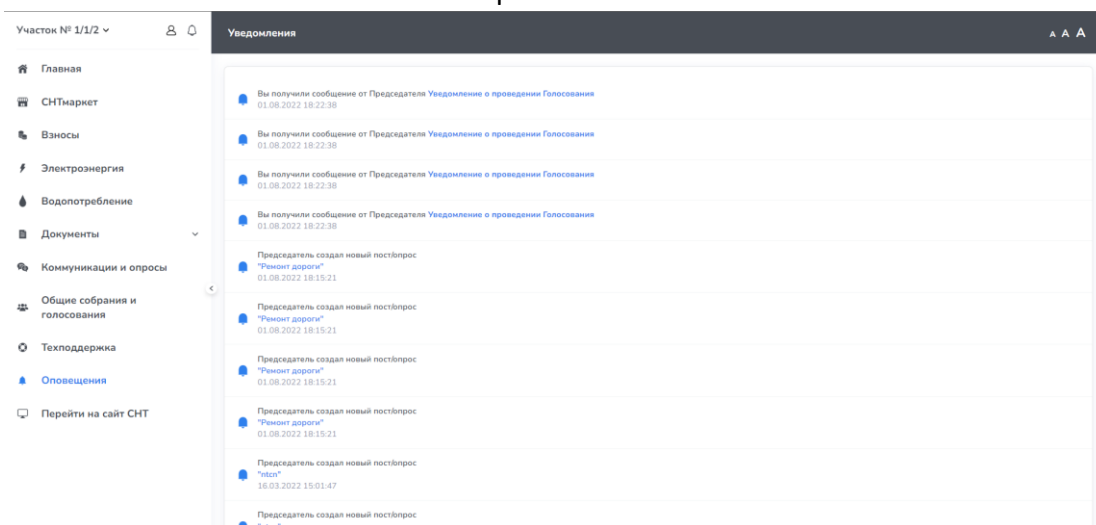 Участок № 1/1/2
Главная
СНТмаркет
Взносы
Электроэнергия
Водопотребление
Документы
Коммуникации и опросы
Общие собрания и
голосования
Техподдержка
Оповещения
Перейти на сайт СНТ
Уведомления
A A A
Вы получили сообщение от Председателя Уведомление о проведении Голосования
01.08.2022 18:22:38
Вы получили сообщение от Председателя Уведомление о проведении Голосования
01.08.2022 18:22:38
Вы получили сообщение от Председателя Уведомление о проведении Голосования
01.08.2022 18:22:38
Вы получили сообщение от Председателя Уведомление о проведении Голосования
01.08.2022 18:22:38
Председатель создал новый пост/опрос
"Ремонт дороги"
01.08.2022 18:15:21
Председатель создал новый пост/опрос
"Ремонт дороги"
01.08.2022 18:15:21
Председатель создал новый пост/опрос
"Ремонт дороги"
01.08.2022 18:15:21
Председатель создал новый пост/опрос
"Ремонт дороги"
01.08.2022 18:15:21
Председатель создал новый пост/опрос
"ntcn"
16.03.2022 15:01:47
Председатель создал новый пост/опрос